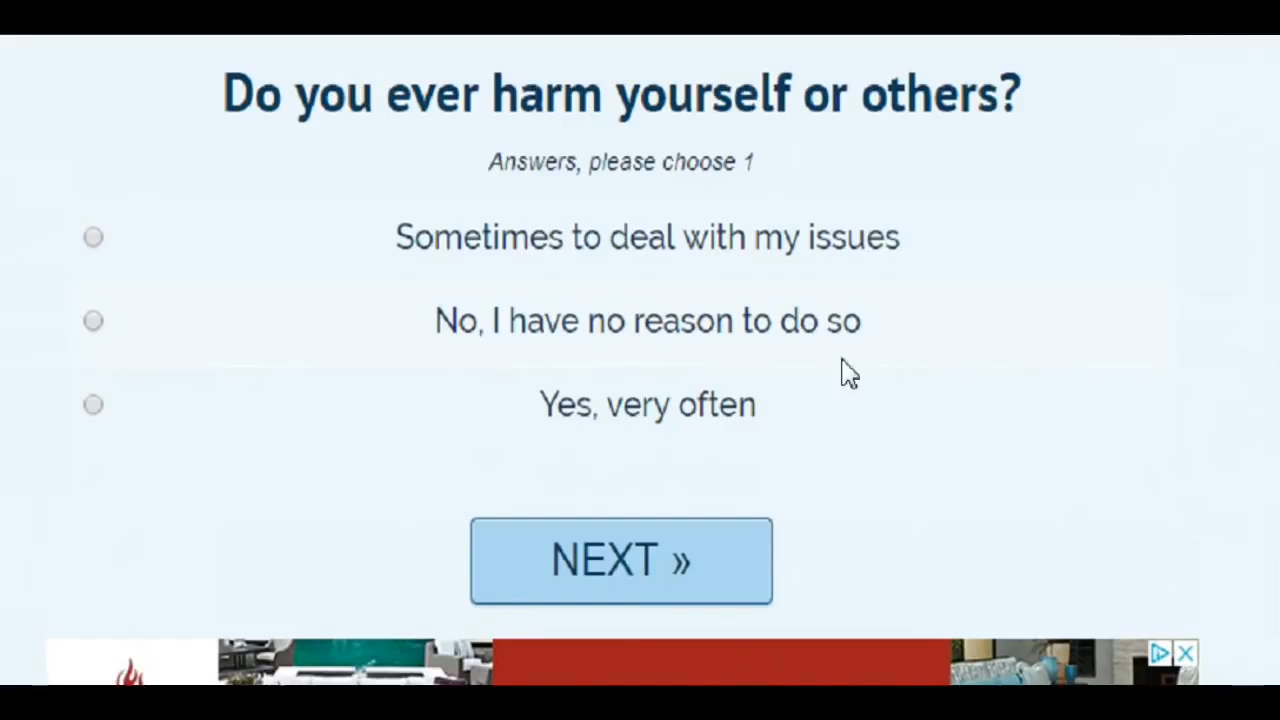 Do you ever harm yourself or others?
Answers, please choose 1
Sometimes to deal with my issues
No, I have no reason to do so
Yes, very often
NEXT »